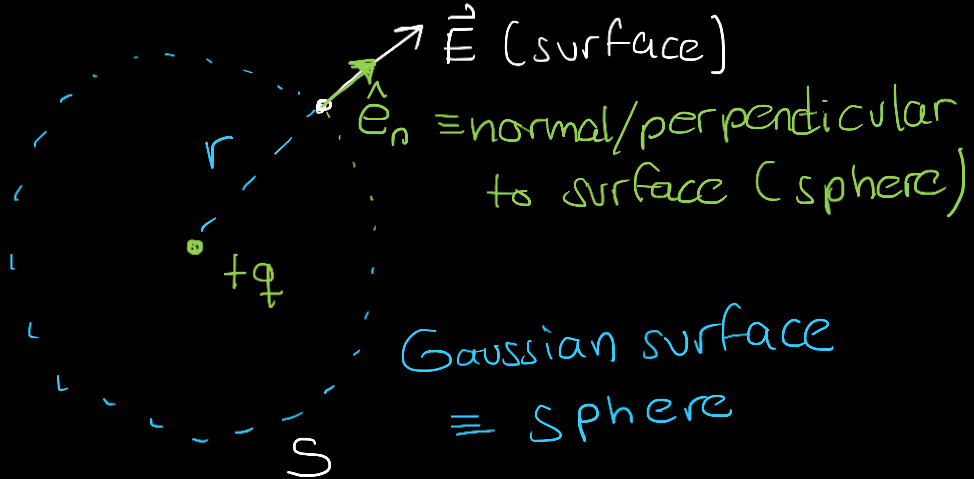 E⃗ (surface)
ê_n ≡ normal/perpendicular
to surface (sphere)
r
+q
Gaussian surface
≡ sphere
S